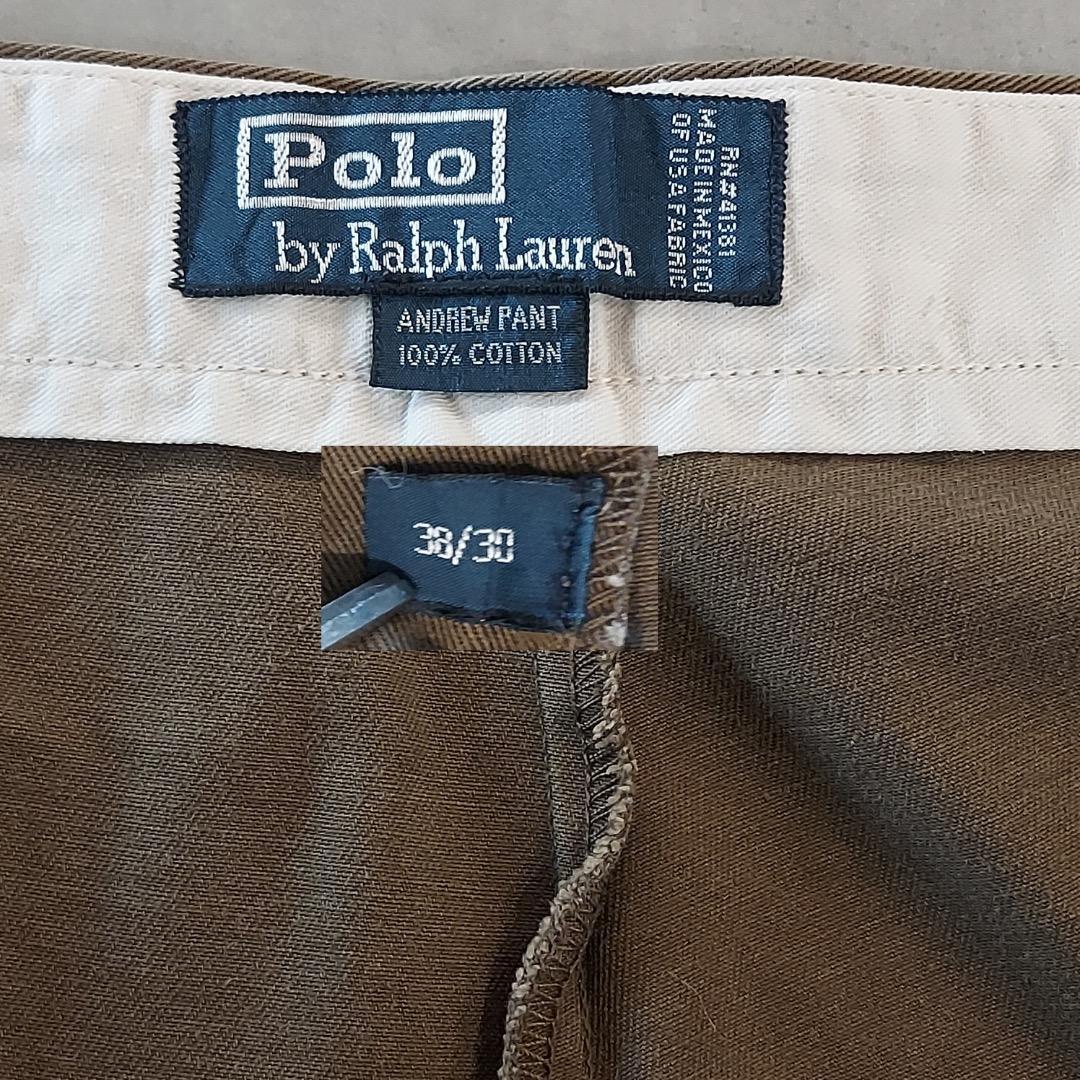 Polo
by Ralph Lauren
RN#41381
MADE IN MEXICO
OF USA FABRIC
ANDREW PANT
100% COTTON
38/30